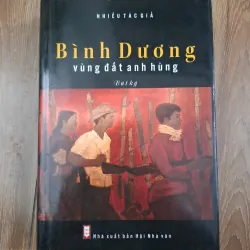 NHIỀU TÁC GIẢ
Bình Dương
vùng đất anh hùng
Bút ký
Nhà xuất bản Hội Nhà văn